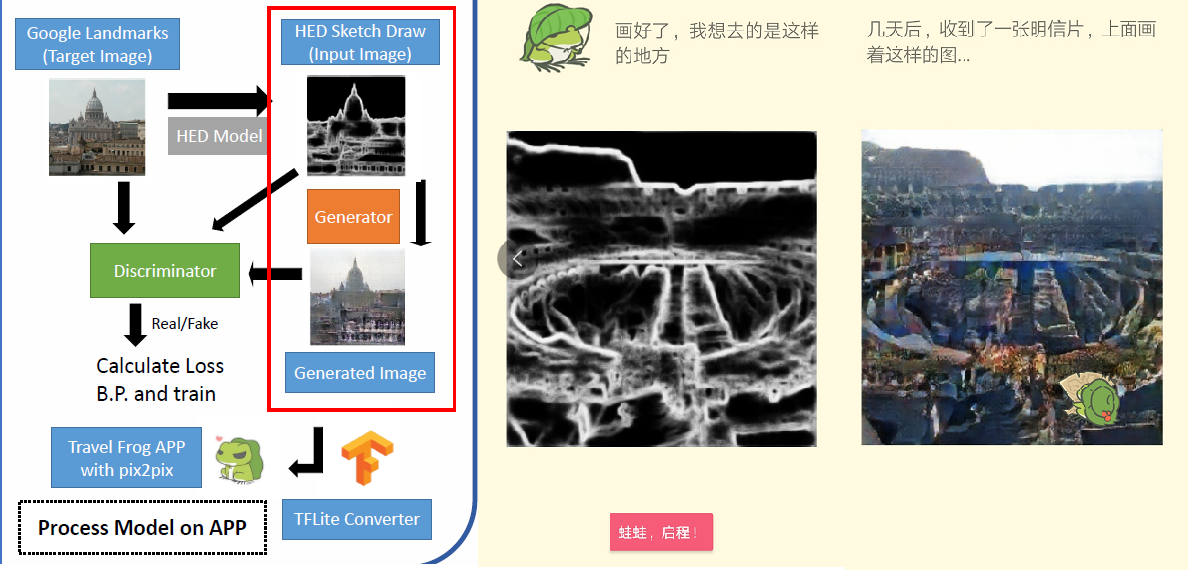 Google Landmarks
(Target Image)
HED Sketch Draw
(Input Image)
HED Model
Generator
Discriminator
Real/Fake
Generated Image
Calculate Loss
B.P. and train
Travel Frog APP
with pix2pix
TFLite Converter
Process Model on APP
画好了，我想去的是这样
的地方
蛙蛙，启程！
几天后，收到了一张明信片，上面画
着这样的图...